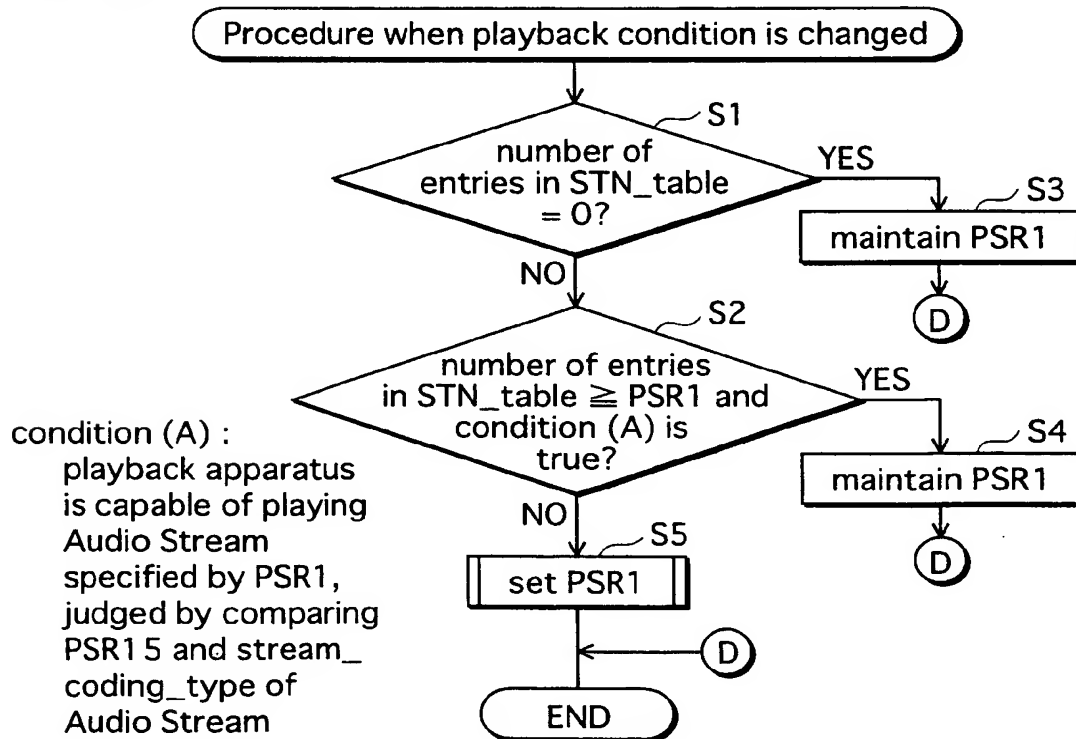 Procedure when playback condition is changed
S1
number of
entries in STN_table
= 0?
YES
S3
maintain PSR1
D
NO
S2
number of entries
in STN_table ≧ PSR1 and
condition (A) is
true?
YES
S4
maintain PSR1
D
NO
S5
set PSR1
D
END
condition (A) :
playback apparatus
is capable of playing
Audio Stream
specified by PSR1,
judged by comparing
PSR15 and stream_
coding_type of
Audio Stream